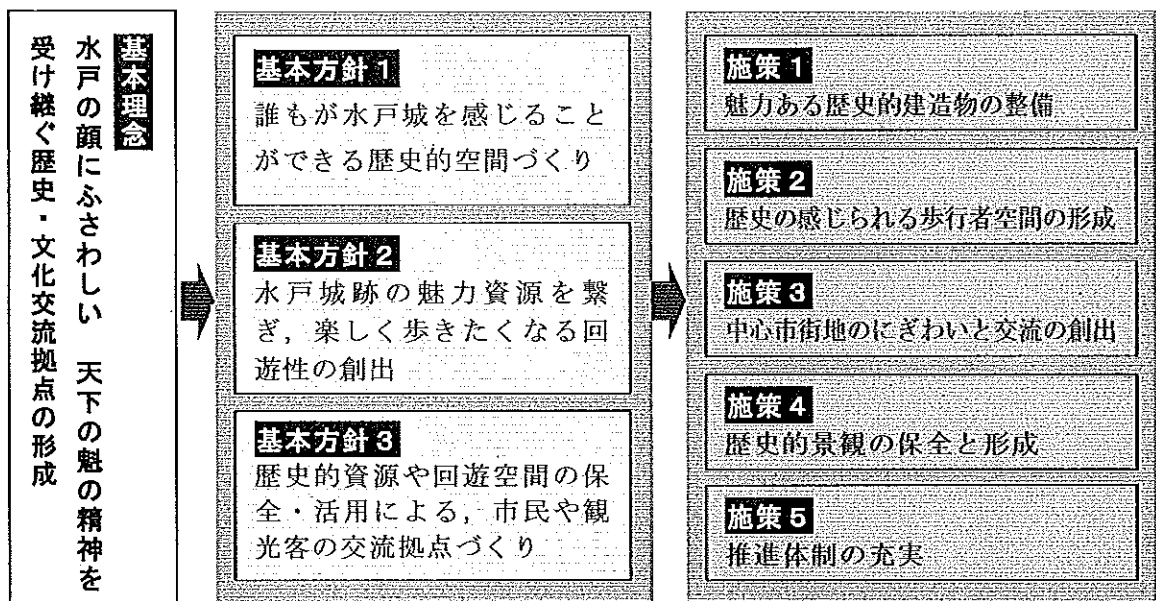 基本理念
水戸の顔にふさわしい 天下の魁の精神を
受け継ぐ歴史・文化交流拠点の形成
基本方針1
誰もが水戸城を感じること
ができる歴史的空間づくり
基本方針2
水戸城跡の魅力資源を繋
ぎ，楽しく歩きたくなる回
遊性の創出
基本方針3
歴史的資源や回遊空間の保
全・活用による，市民や観
光客の交流拠点づくり
施策1
魅力ある歴史的建造物の整備
施策2
歴史の感じられる歩行者空間の形成
施策3
中心市街地のにぎわいと交流の創出
施策4
歴史的景観の保全と形成
施策5
推進体制の充実